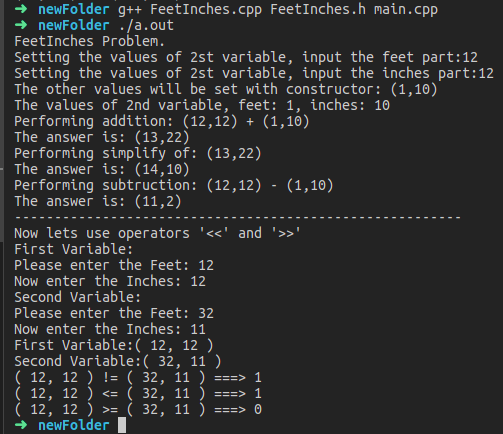 ➜ newFolder g++ FeetInches.cpp FeetInches.h main.cpp
➜ newFolder ./a.out
FeetInches Problem.
Setting the values of 2st variable, input the feet part:12
Setting the values of 2st variable, input the inches part:12
The other values will be set with constructor: (1,10)
The values of 2nd variable, feet: 1, inches: 10
Performing addition: (12,12) + (1,10)
The answer is: (13,22)
Performing simplify of: (13,22)
The answer is: (14,10)
Performing subtruction: (12,12) - (1,10)
The answer is: (11,2)
--------------------------------------------------------
Now lets use operators '<<' and '>>'
First Variable:
Please enter the Feet: 12
Now enter the Inches: 12
Second Variable:
Please enter the Feet: 32
Now enter the Inches: 11
First Variable:( 12, 12 )
Second Variable:( 32, 11 )
( 12, 12 ) != ( 32, 11 ) ===> 1
( 12, 12 ) <= ( 32, 11 ) ===> 1
( 12, 12 ) >= ( 32, 11 ) ===> 0
➜ newFolder